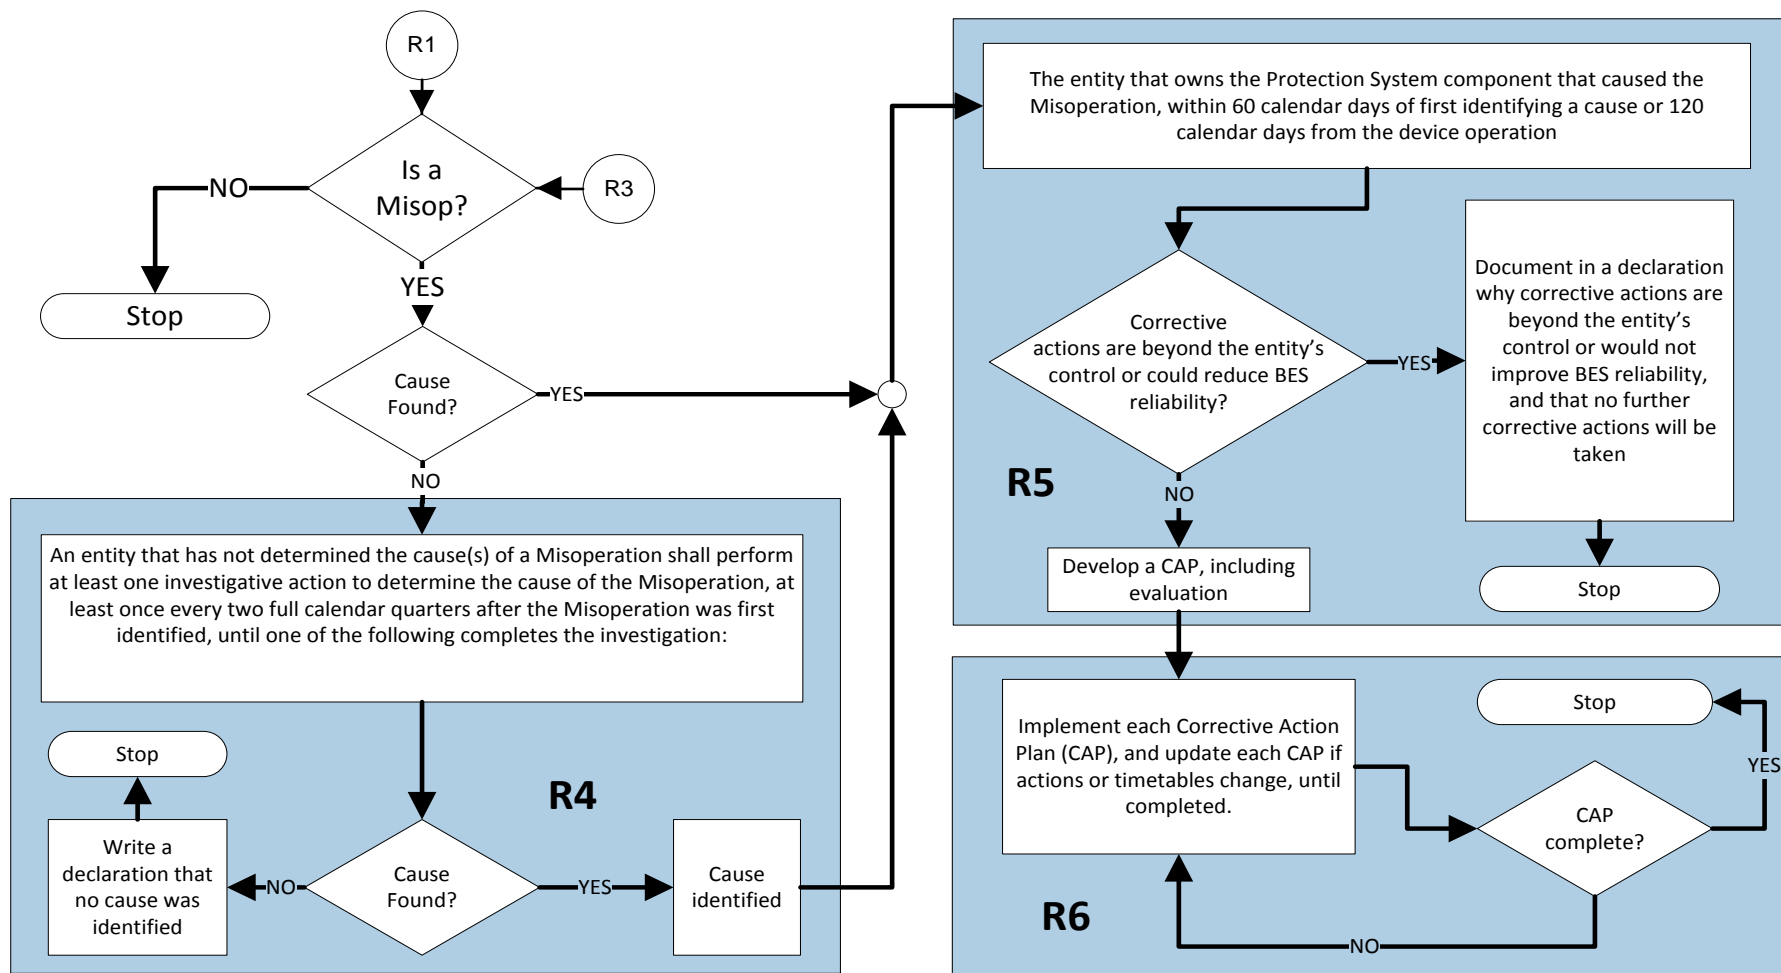 R1
Is a
Misop?
R3
NO
Stop
YES
Cause
Found?
YES
NO
An entity that has not determined the cause(s) of a Misoperation shall perform
at least one investigative action to determine the cause of the Misoperation, at
least once every two full calendar quarters after the Misoperation was first
identified, until one of the following completes the investigation:
Stop
R4
Write a
declaration that
no cause was
identified
NO
Cause
Found?
YES
Cause
identified
The entity that owns the Protection System component that caused the
Misoperation, within 60 calendar days of first identifying a cause or 120
calendar days from the device operation
Corrective
actions are beyond the entity’s
control or could reduce BES
reliability?
YES
Document in a declaration
why corrective actions are
beyond the entity’s
control or would not
improve BES reliability,
and that no further
corrective actions will be
taken
R5
NO
Develop a CAP, including
evaluation
Stop
Implement each Corrective Action
Plan (CAP), and update each CAP if
actions or timetables change, until
completed.
Stop
YES
CAP
complete?
R6
NO